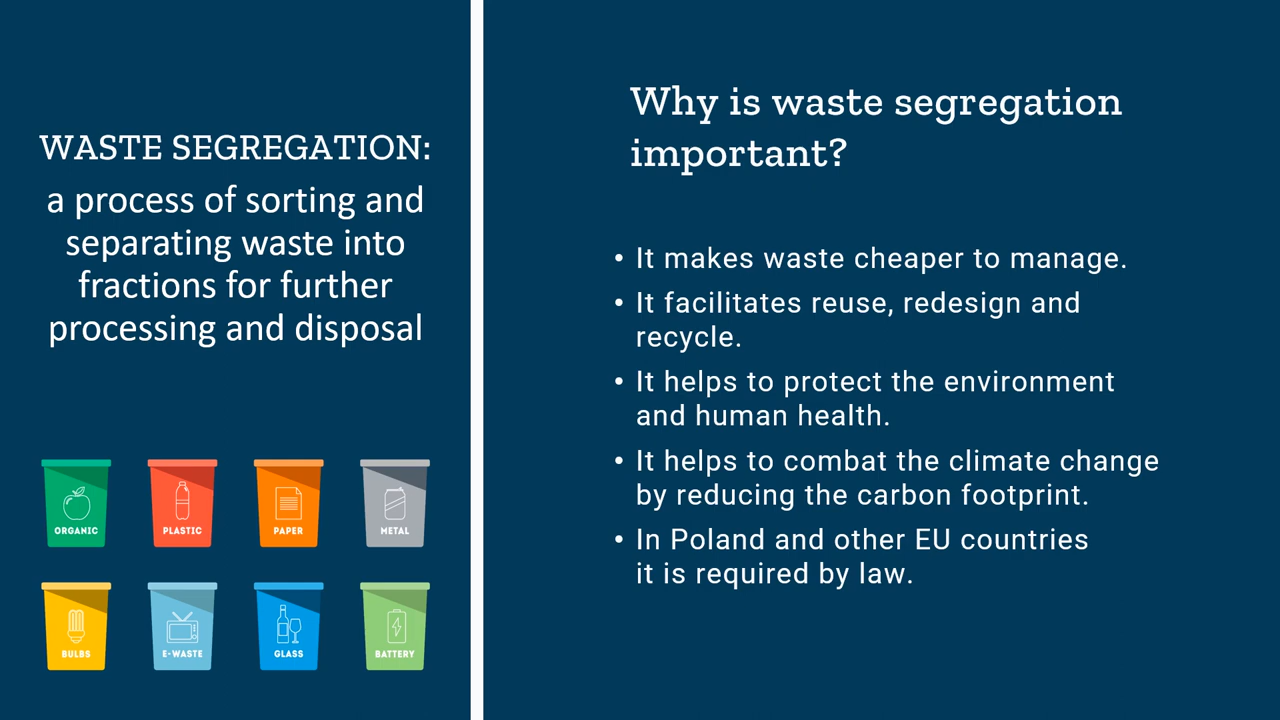 WASTE SEGREGATION:
a process of sorting and
separating waste into
fractions for further
processing and disposal
ORGANIC
PLASTIC
PAPER
METAL
BULBS
E-WASTE
GLASS
BATTERY
Why is waste segregation
important?
• It makes waste cheaper to manage.
• It facilitates reuse, redesign and
recycle.
• It helps to protect the environment
and human health.
• It helps to combat the climate change
by reducing the carbon footprint.
• In Poland and other EU countries
it is required by law.